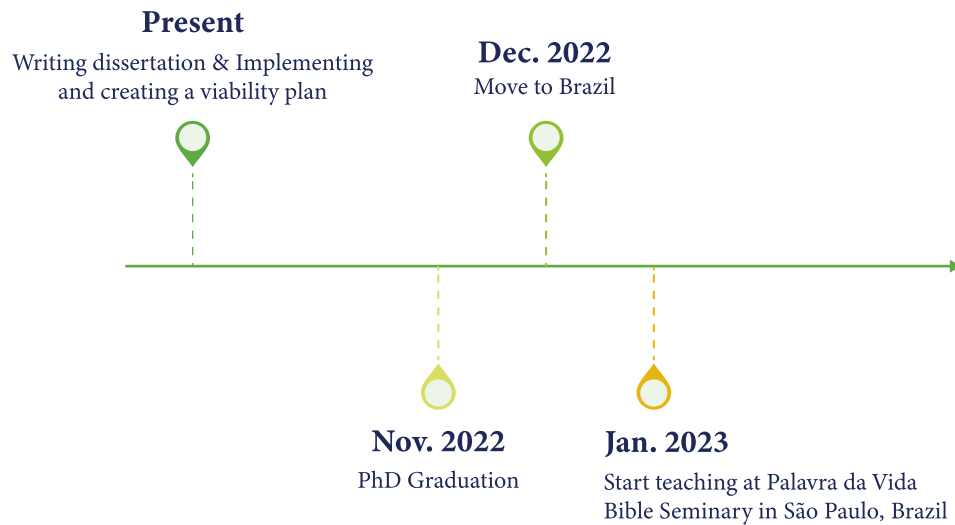 Present
Writing dissertation & Implementing
and creating a viability plan
Dec. 2022
Move to Brazil
Nov. 2022
PhD Graduation
Jan. 2023
Start teaching at Palavra da Vida
Bible Seminary in São Paulo, Brazil